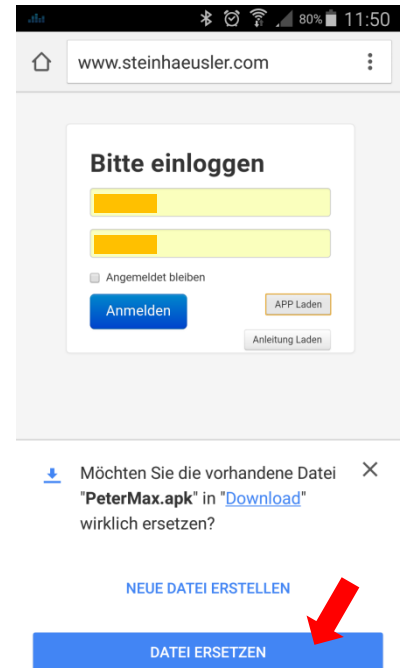 80% 11:50
www.steinhaeusler.com
Bitte einloggen
Angemeldet bleiben
Anmelden
APP Laden
Anleitung Laden
Möchten Sie die vorhandene Datei
"PeterMax.apk" in "Download"
wirklich ersetzen?
NEUE DATEI ERSTELLEN
DATEI ERSETZEN